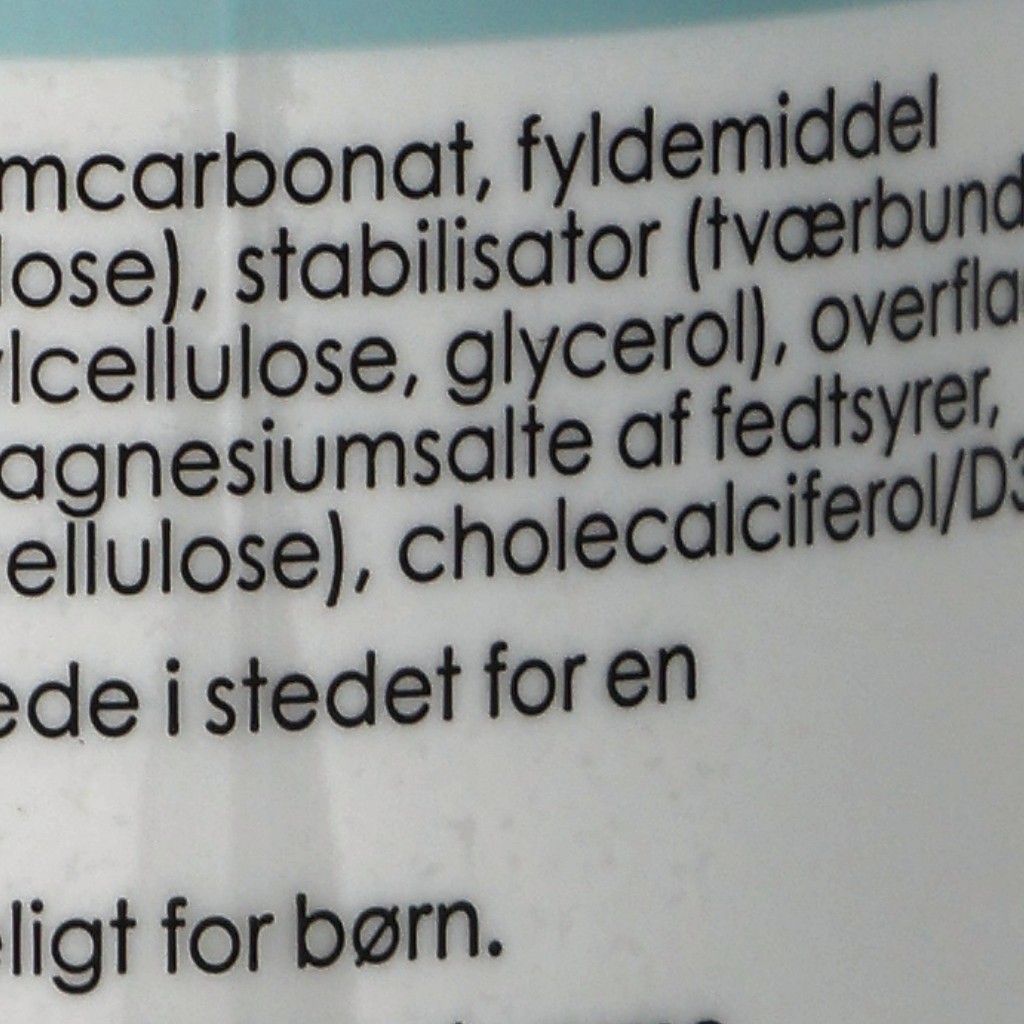 mcarbonat, fyldemiddel
lose), stabilisator (tværbund
lcellulose, glycerol), overfla
agnesiumsalte af fedtsyrer,
ellulose), cholecalciferol/D3
ede i stedet for en
ligt for børn.